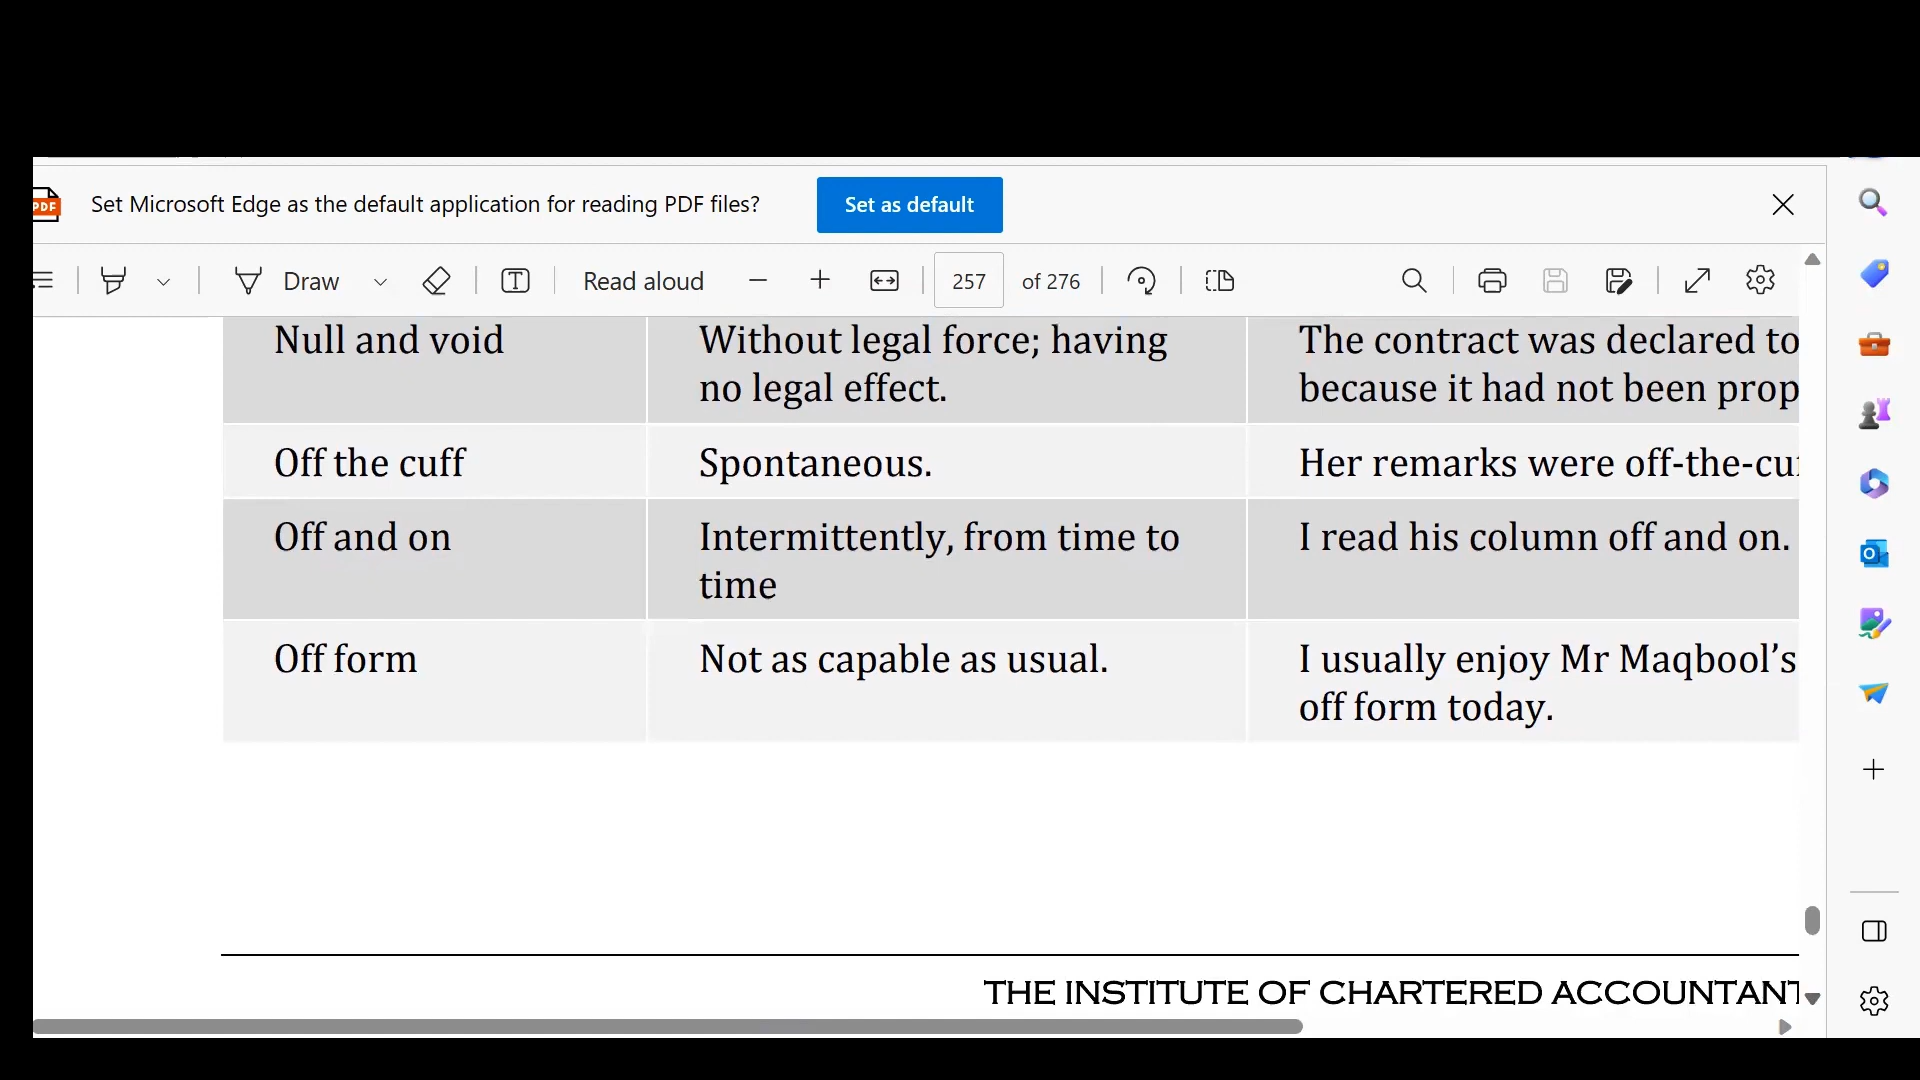 PDF
Set Microsoft Edge as the default application for reading PDF files?
Set as default
Draw
Read aloud
257
of 276
Null and void
Without legal force; having
no legal effect.
The contract was declared to
because it had not been prop
Off the cuff
Spontaneous.
Her remarks were off-the-cu
Off and on
Intermittently, from time to
time
I read his column off and on.
Off form
Not as capable as usual.
I usually enjoy Mr Maqbool’s
off form today.
THE INSTITUTE OF CHARTERED ACCOUNTANT